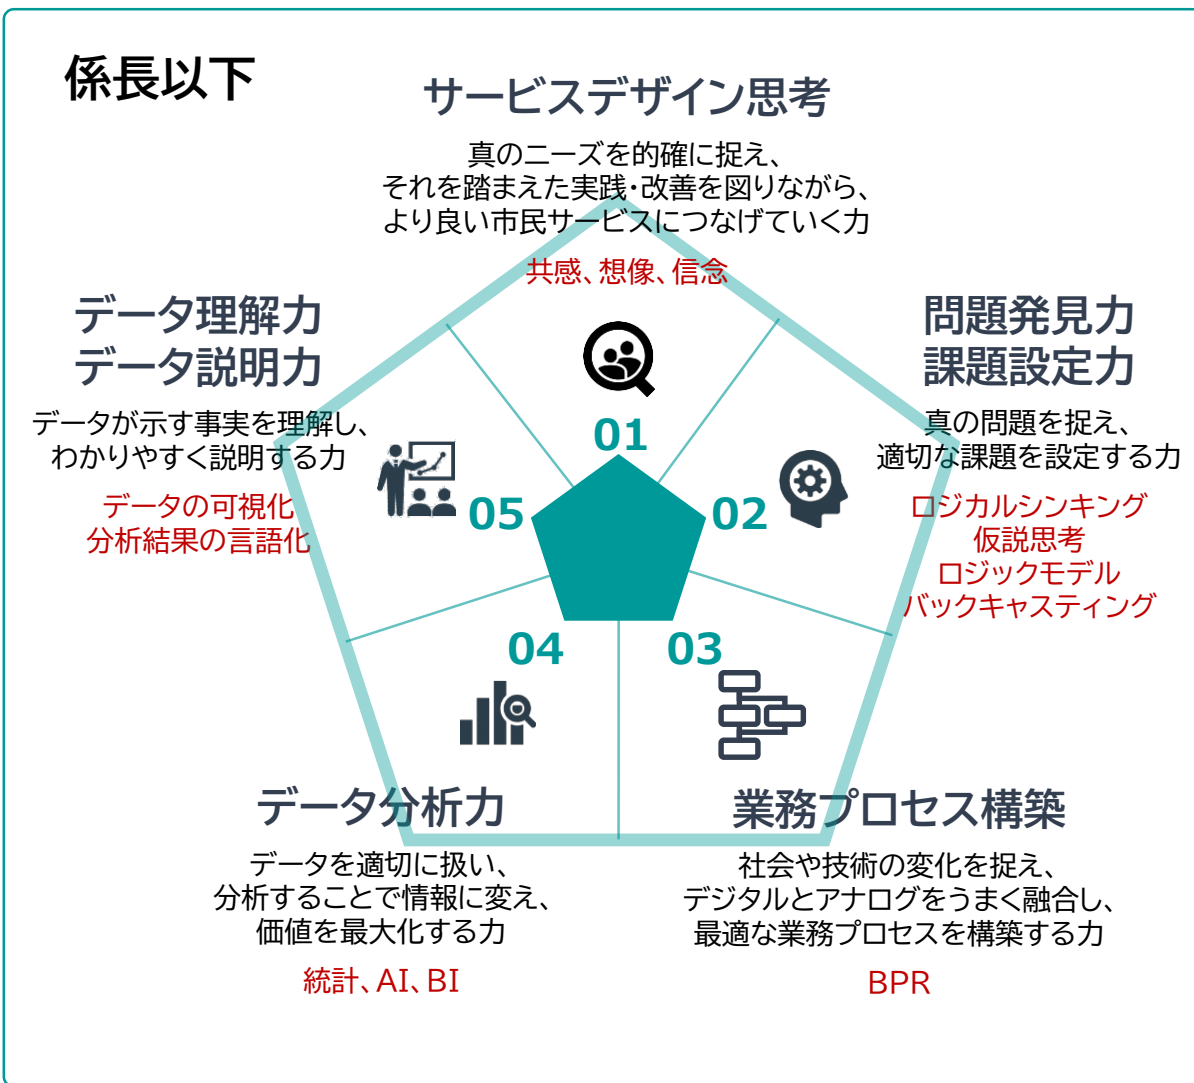 係長以下
サービスデザイン思考
真のニーズを的確に捉え、
それを踏まえた実践・改善を図りながら、
より良い市民サービスにつなげていく力
共感、想像、信念
01
問題発見力
課題設定力
真の問題を捉え、
適切な課題を設定する力
ロジカルシンキング
仮説思考
ロジックモデル
バックキャスティング
02
業務プロセス構築
社会や技術の変化を捉え、
デジタルとアナログをうまく融合し、
最適な業務プロセスを構築する力
BPR
03
データ分析力
データを適切に扱い、
分析することで情報に変え、
価値を最大化する力
統計、AI、BI
04
データ理解力
データ説明力
データが示す事実を理解し、
わかりやすく説明する力
データの可視化
分析結果の言語化
05